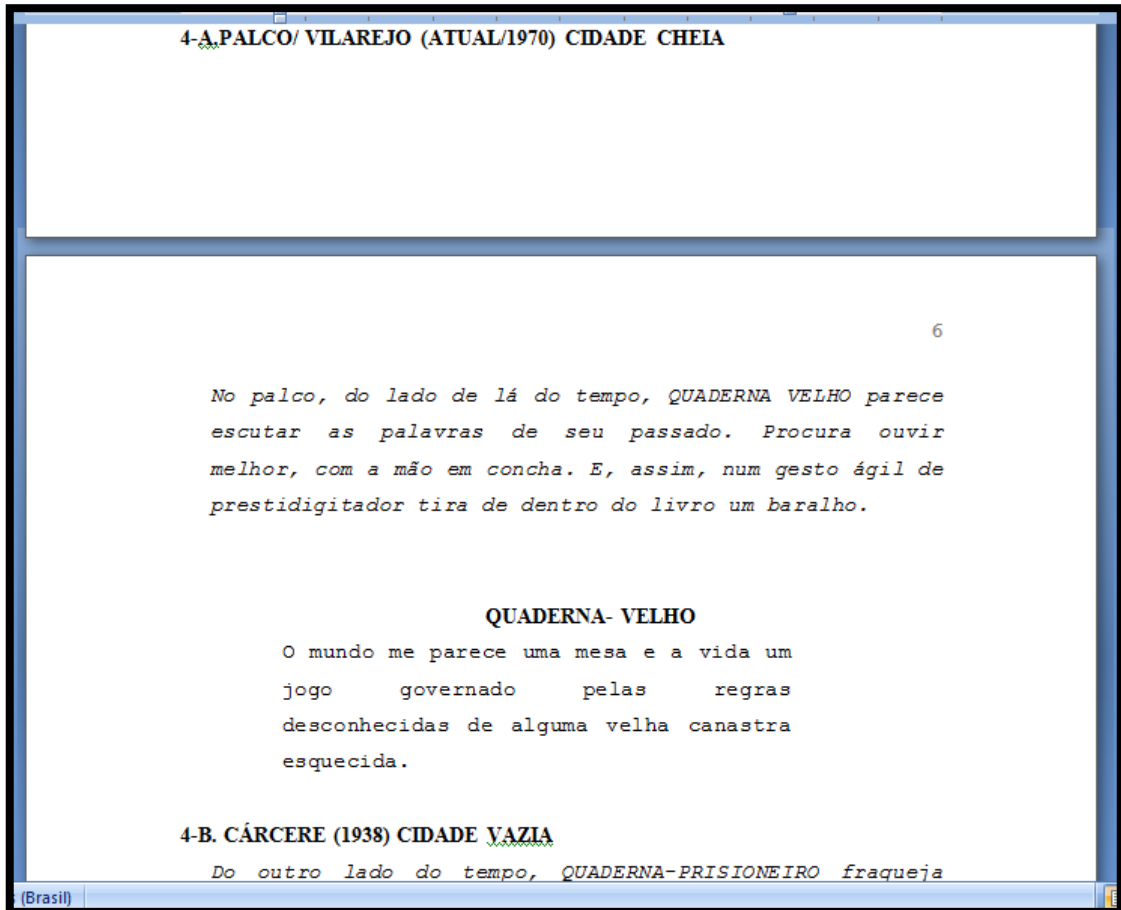 4-A.PALCO/ VILAREJO (ATUAL/1970) CIDADE CHEIA
6
No palco, do lado de lá do tempo, QUADERNA VELHO parece
escutar as palavras de seu passado. Procura ouvir
melhor, com a mão em concha. E, assim, num gesto ágil de
prestidigitador tira de dentro do livro um baralho.
QUADERNA- VELHO
O mundo me parece uma mesa e a vida um
jogo governado pelas regras
desconhecidas de alguma velha canastra
esquecida.
4-B. CÁRCERE (1938) CIDADE VAZIA
Do outro lado do tempo, QUADERNA-PRISIONEIRO fraqueja
(Brasil)